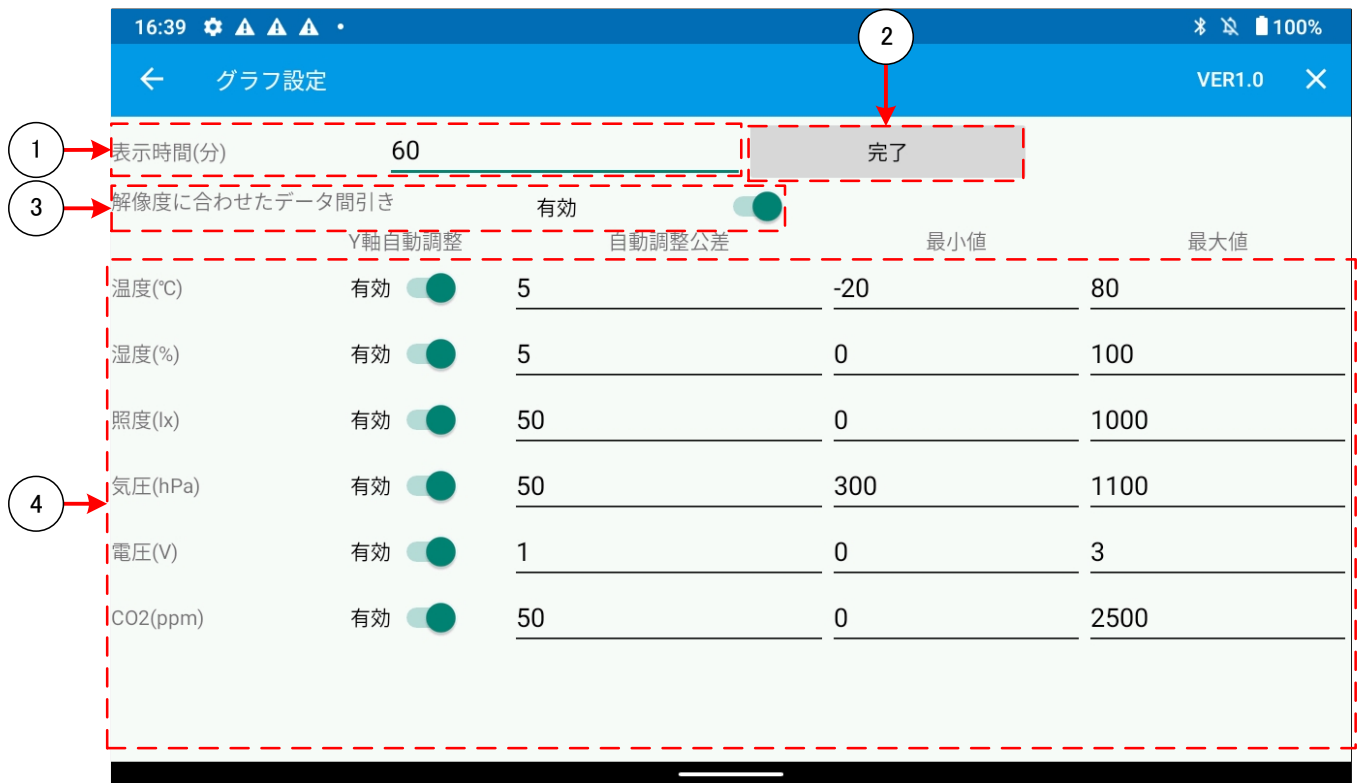 16:39 100%
2
グラフ設定 VER1.0
1 表示時間(分) 60 完了
3 解像度に合わせたデータ間引き 有効
Y軸自動調整 自動調整公差 最小値 最大値
温度(℃) 有効 5 -20 80
湿度(%) 有効 5 0 100
照度(lx) 有効 50 0 1000
4 気圧(hPa) 有効 50 300 1100
電圧(V) 有効 1 0 3
CO2(ppm) 有効 50 0 2500